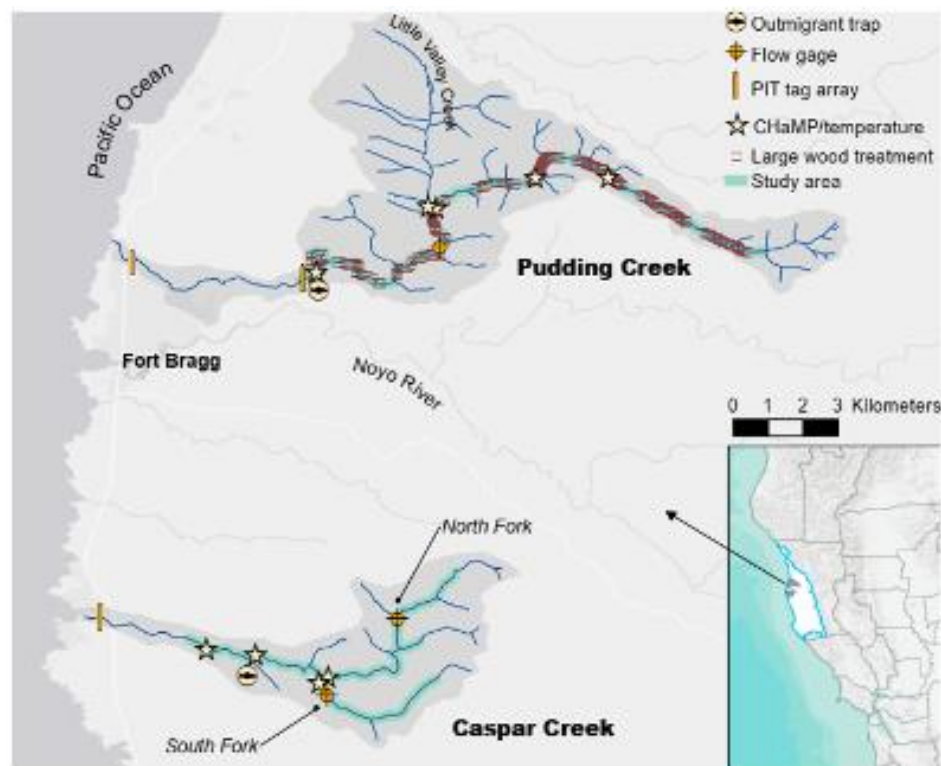 Outmigrant trap
Flow gage
PIT tag array
CHaMP/temperature
Large wood treatment
Study area
Little Valley Creek
Pacific Ocean
Pudding Creek
Fort Bragg
Noyo River
0 1 2 3 Kilometers
North Fork
Caspar Creek
South Fork